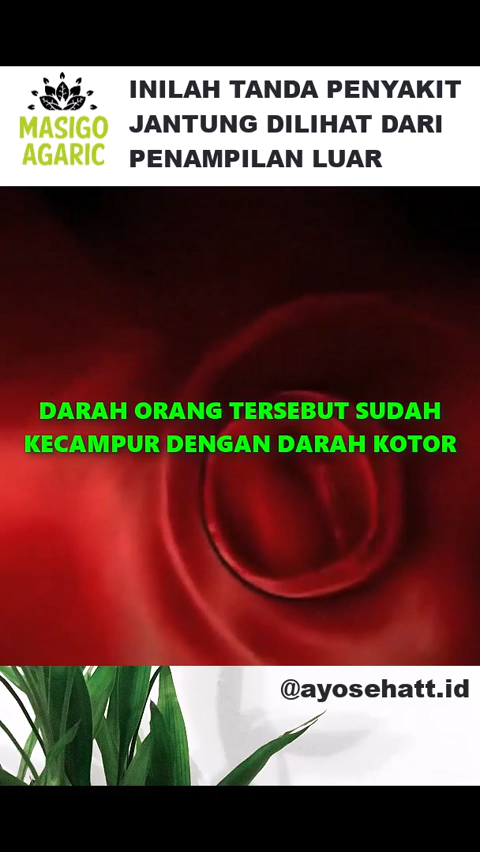 MASIGO
AGARIC
INILAH TANDA PENYAKIT
JANTUNG DILIHAT DARI
PENAMPILAN LUAR
DARAH ORANG TERSEBUT SUDAH
KECAMPUR DENGAN DARAH KOTOR
@ayosehatt.id